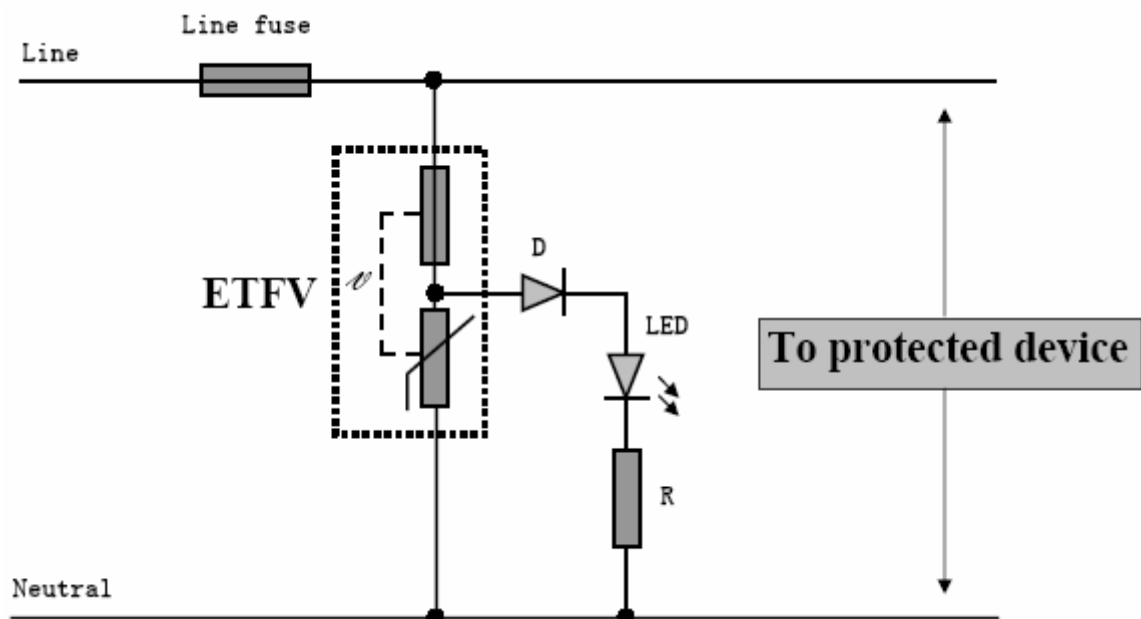 Line fuse
Line
D
ETFV
LED
To protected device
R
Neutral